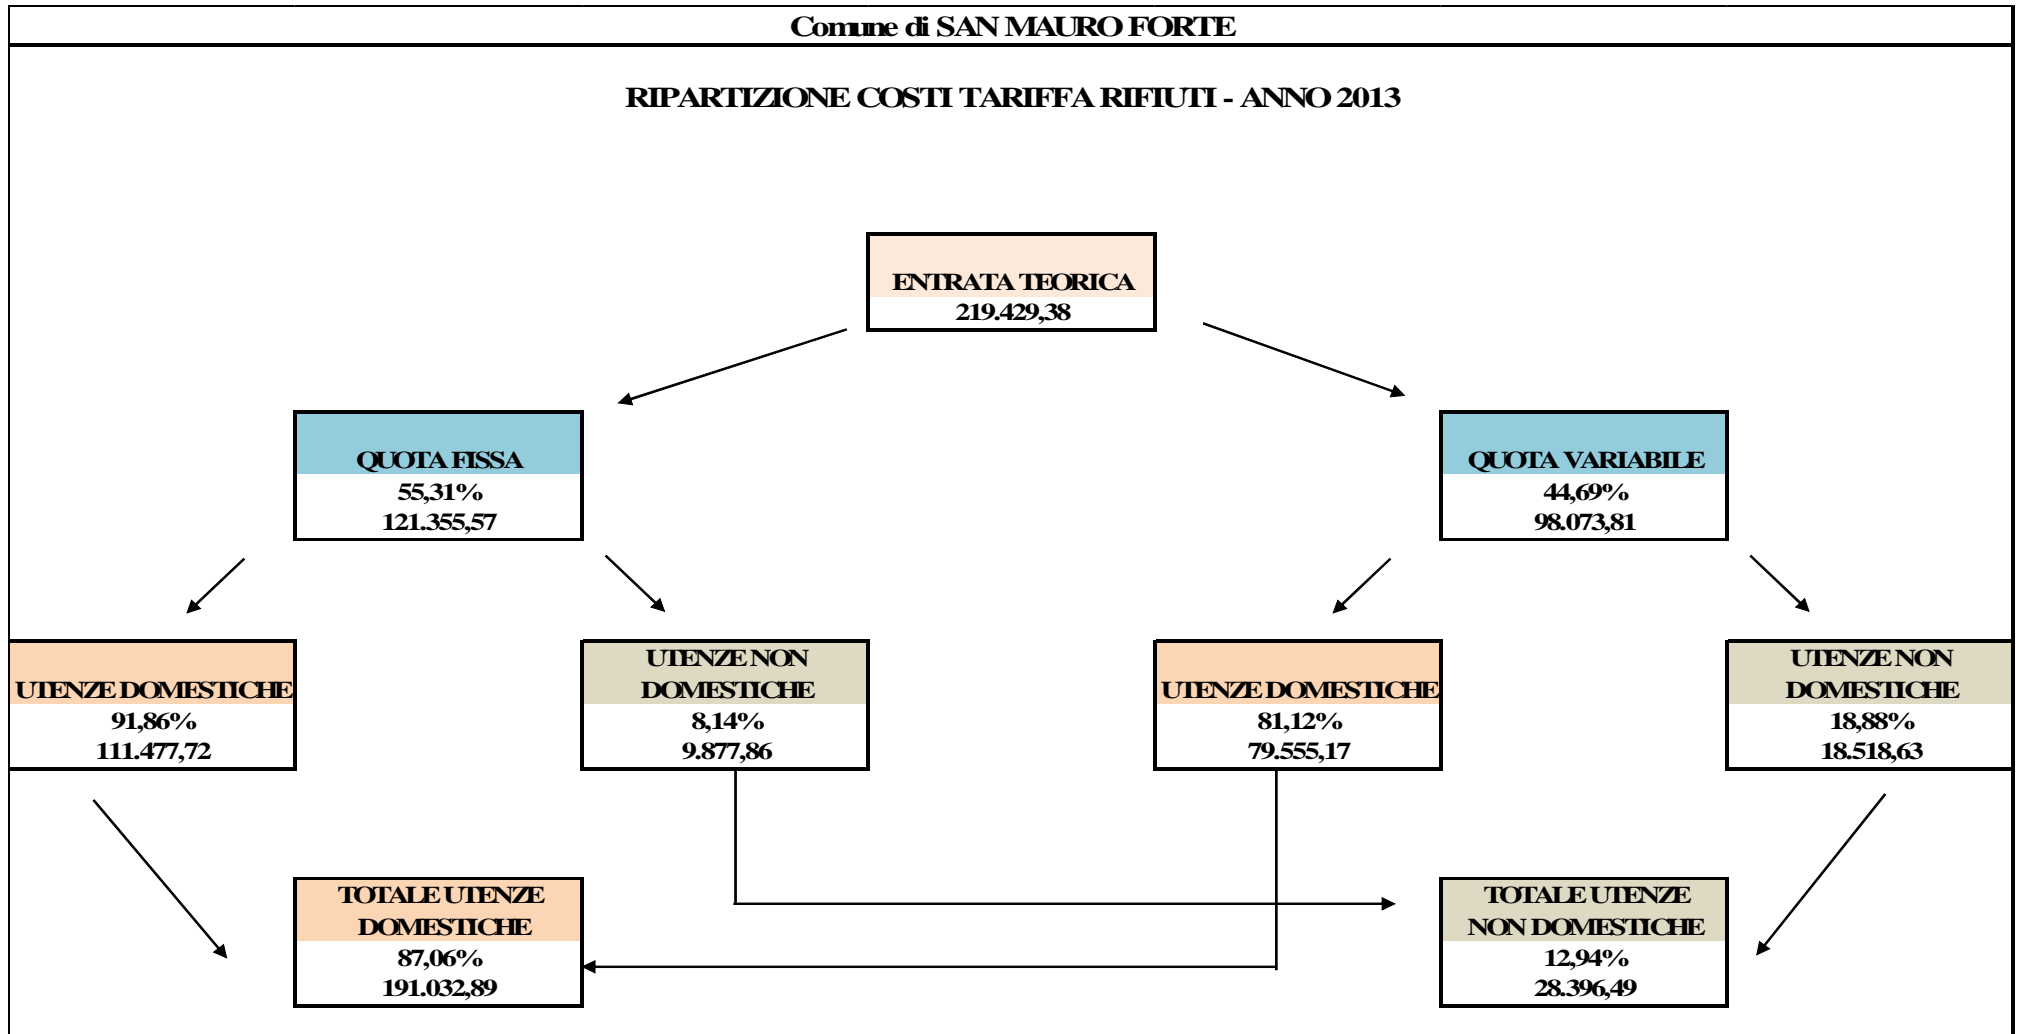 Comune di SAN MAURO FORTE
RIPARTIZIONE COSTI TARIFFA RIFIUTI - ANNO 2013
ENTRATA TEORICA
219.429,38
QUOTA FISSA
55,31%
121.355,57
QUOTA VARIABILE
44,69%
98.073,81
UTENZE DOMESTICHE
91,86%
111.477,72
UTENZE NON
DOMESTICHE
8,14%
9.877,86
UTENZE DOMESTICHE
81,12%
79.555,17
UTENZE NON
DOMESTICHE
18,88%
18.518,63
TOTALE UTENZE
DOMESTICHE
87,06%
191.032,89
TOTALE UTENZE
NON DOMESTICHE
12,94%
28.396,49